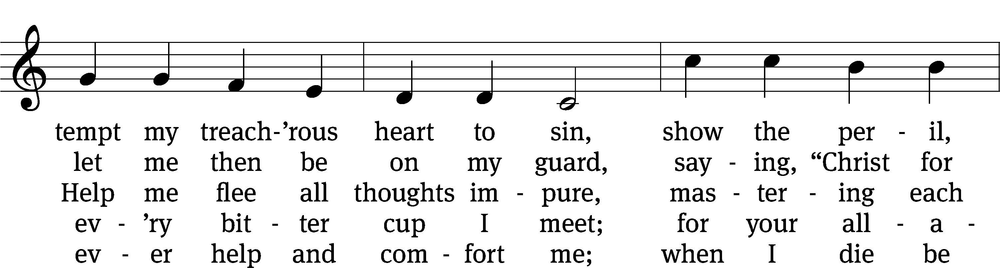 tempt my treach-’rous heart to sin, show the per - il,
let me then be on my guard, say - ing, “Christ for
Help me flee all thoughts im - pure, mas - ter - ing each
ev - ’ry bit - ter cup I meet; for your all - a -
ev - er help and com - fort me; when I die be